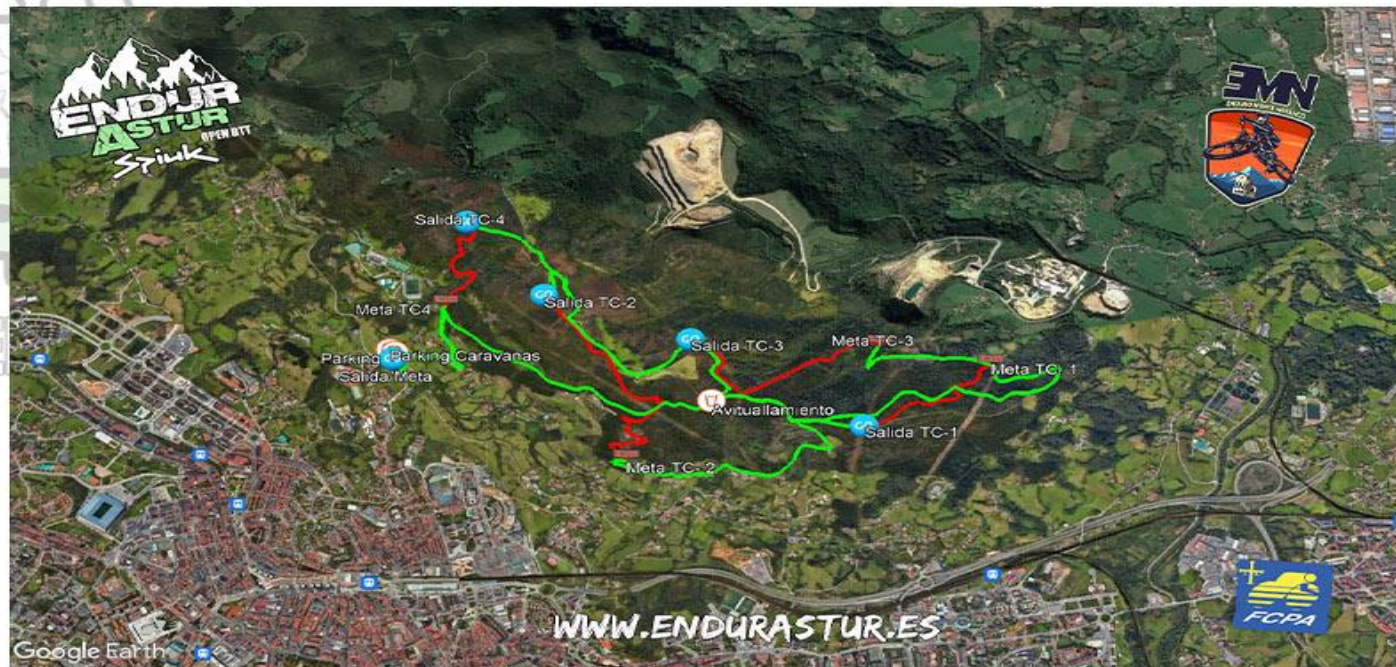 ENDUR
ASTUR
OPEN BTT
Spiuk
EMN
Salida TC-4
Salida TC-2
Meta TC4
Salida TC-3
Meta TC-3
Parking
Parking Caravanas
Salida Meta
Meta TC-1
Avituallamiento
Salida TC-1
Meta TC-2
WWW.ENDURASTUR.ES
FCPA
Google Earth